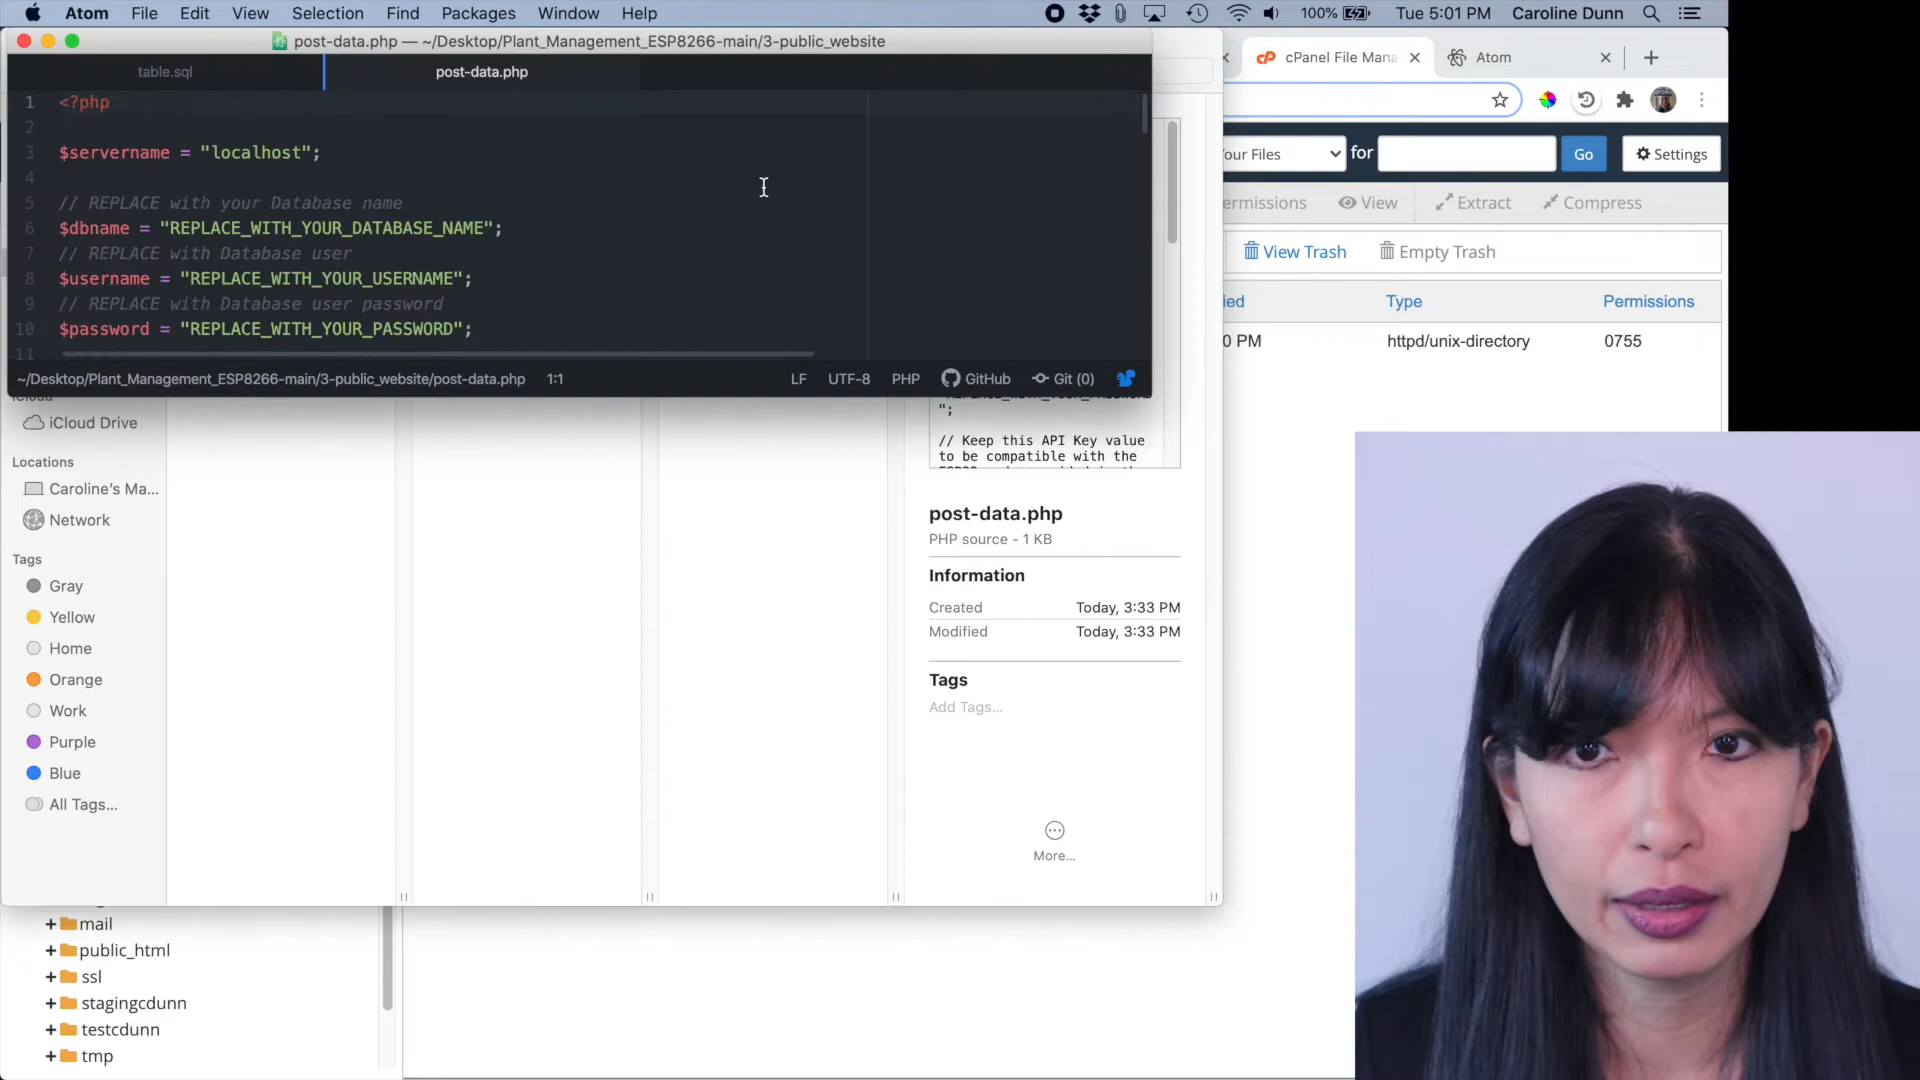 Atom File Edit View Selection Find Packages Window Help 100% Tue 5:01 PM Caroline Dunn
post-data.php — ~/Desktop/Plant_Management_ESP8266-main/3-public_website
table.sql post-data.php
1 <?php
2
3 $servername = "localhost";
4
5 // REPLACE with your Database name
6 $dbname = "REPLACE_WITH_YOUR_DATABASE_NAME";
7 // REPLACE with Database user
8 $username = "REPLACE_WITH_YOUR_USERNAME";
9 // REPLACE with Database user password
10 $password = "REPLACE_WITH_YOUR_PASSWORD";
11
~/Desktop/Plant_Management_ESP8266-main/3-public_website/post-data.php 1:1 LF UTF-8 PHP GitHub Git (0)
cPanel File Mana Atom
our Files for Go Settings
ermissions View Extract Compress
View Trash Empty Trash
ied Type Permissions
0 PM httpd/unix-directory 0755
iCloud Drive
Locations
Caroline's Ma...
Network
Tags
Gray
Yellow
Home
Orange
Work
Purple
Blue
All Tags...
";
// Keep this API Key value
to be compatible with the
post-data.php
PHP source - 1 KB
Information
Created Today, 3:33 PM
Modified Today, 3:33 PM
Tags
Add Tags...
More...
+ mail
+ public_html
+ ssl
+ stagingcdunn
+ testcdunn
+ tmp